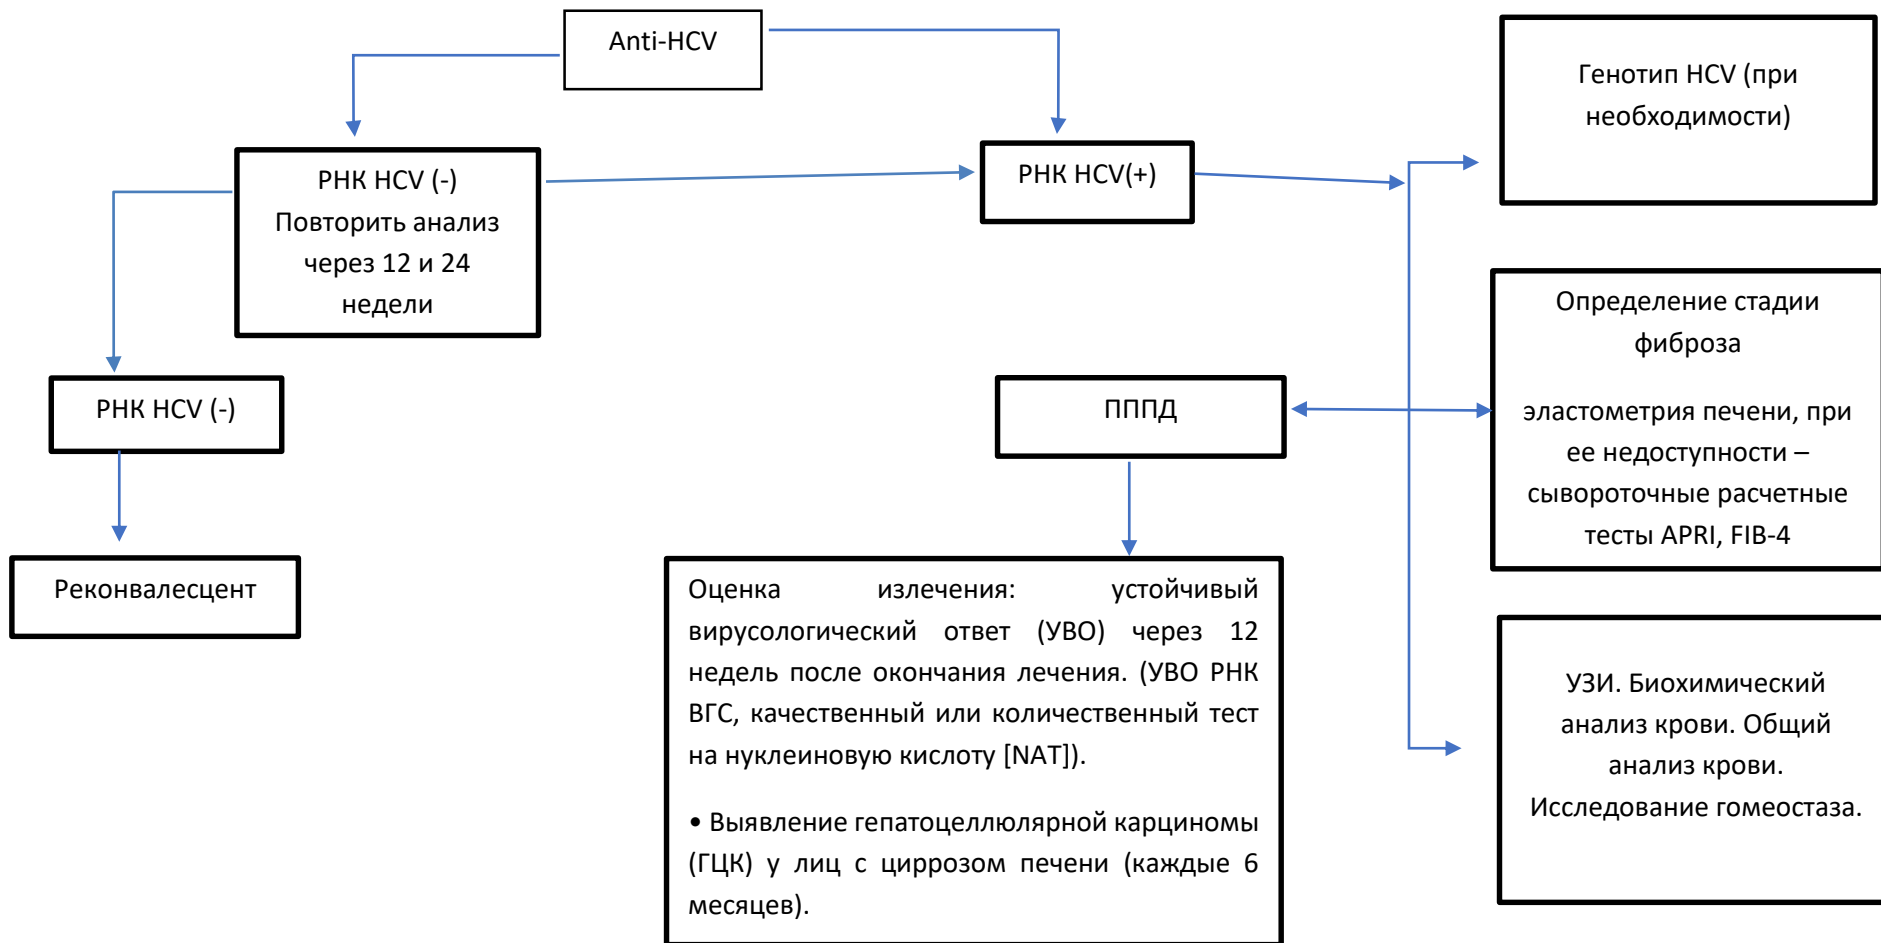 Anti-HCV
Генотип HCV (при
необходимости)
РНК HCV (-)
Повторить анализ
через 12 и 24
недели
РНК HCV(+)
Определение стадии
фиброза
эластометрия печени, при
ее недоступности –
сывороточные расчетные
тесты APRI, FIB-4
РНК HCV (-)
ПППД
Реконвалесцент
Оценка излечения: устойчивый
вирусологический ответ (УВО) через 12
недель после окончания лечения. (УВО РНК
ВГС, качественный или количественный тест
на нуклеиновую кислоту [NAT]).
• Выявление гепатоцеллюлярной карциномы
(ГЦК) у лиц с циррозом печени (каждые 6
месяцев).
УЗИ. Биохимический
анализ крови. Общий
анализ крови.
Исследование гомеостаза.